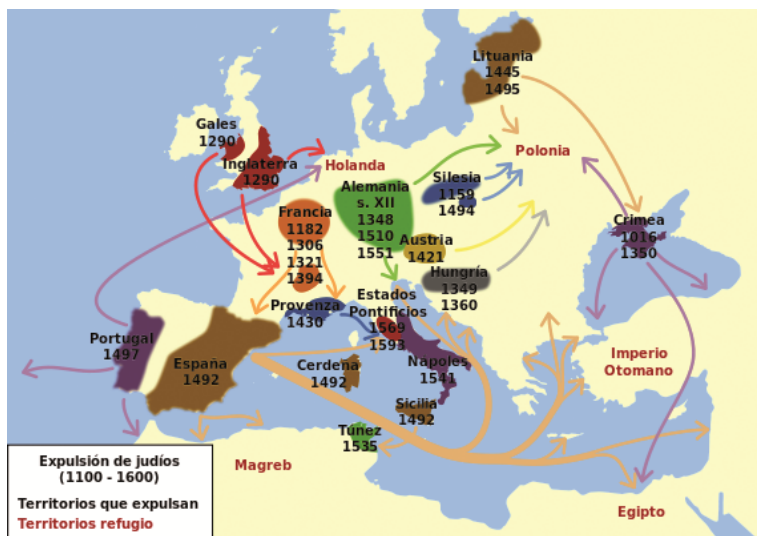 Lituania
1445
1495
Gales
1290
Inglaterra
1290
Holanda
Polonia
Alemania
s. XII
1348
1510
1551
Silesia
1159
1494
Francia
1182
1306
1321
1394
Austria
1421
Crimea
1016
1350
Hungría
1349
1360
Provenza
1430
Estados
Pontificios
1569
1593
Portugal
1497
España
1492
Cerdeña
1492
Napoles
1541
Imperio
Otomano
Sicilia
1492
Túnez
1535
Magreb
Egipto
Expulsión de judíos
(1100 - 1600)
Territorios que expulsan
Territorios refugio